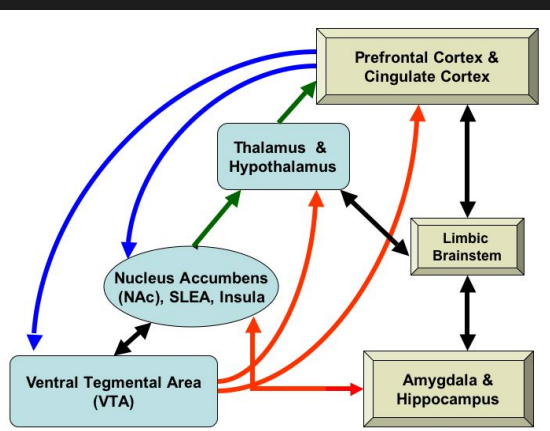 Prefrontal Cortex &
Cingulate Cortex
Thalamus &
Hypothalamus
Limbic
Brainstem
Nucleus Accumbens
(NAc), SLEA, Insula
Ventral Tegmental Area
(VTA)
Amygdala &
Hippocampus